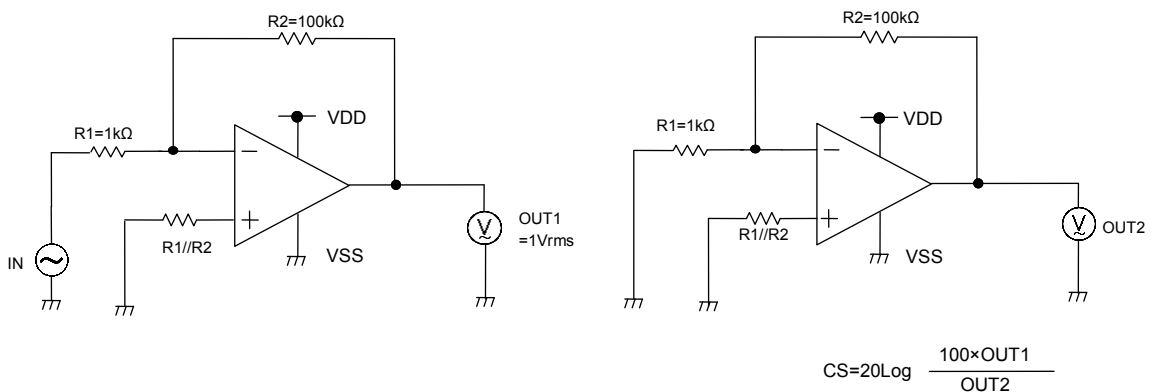 R2=100kΩ
VDD
R1=1kΩ
−
+
R1//R2
VSS
IN
V
OUT1
=1Vrms
R2=100kΩ
VDD
R1=1kΩ
−
+
R1//R2
VSS
V
OUT2
CS=20Log 100×OUT1
OUT2